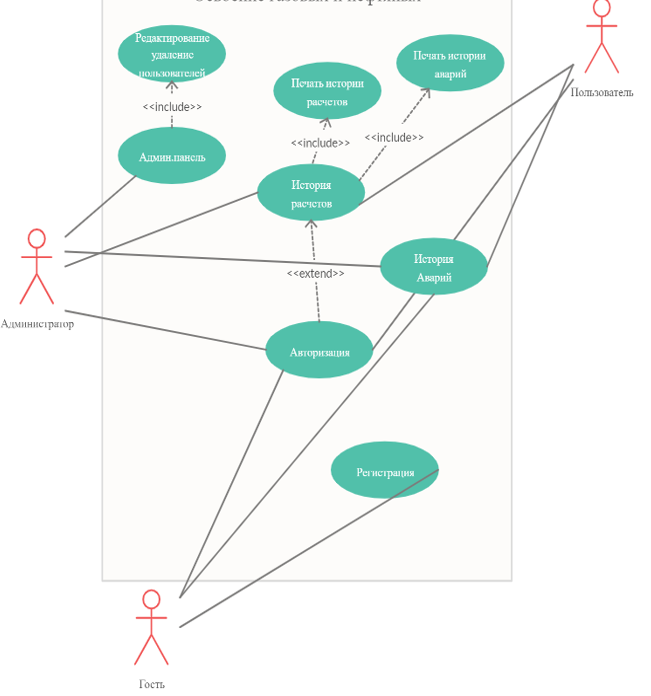 Редактирование
удаление
пользователей
Печать истории
аварий
Печать истории
расчетов
Пользователь
<<include>>
<<include>>
<<include>>
Админ.панель
История
расчетов
История
Аварий
<<extend>>
Администратор
Авторизация
Регистрация
Гость